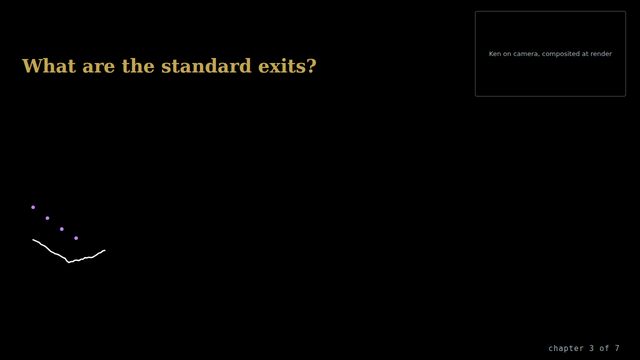 Ken on camera, composited at render
What are the standard exits?
chapter 3 of 7